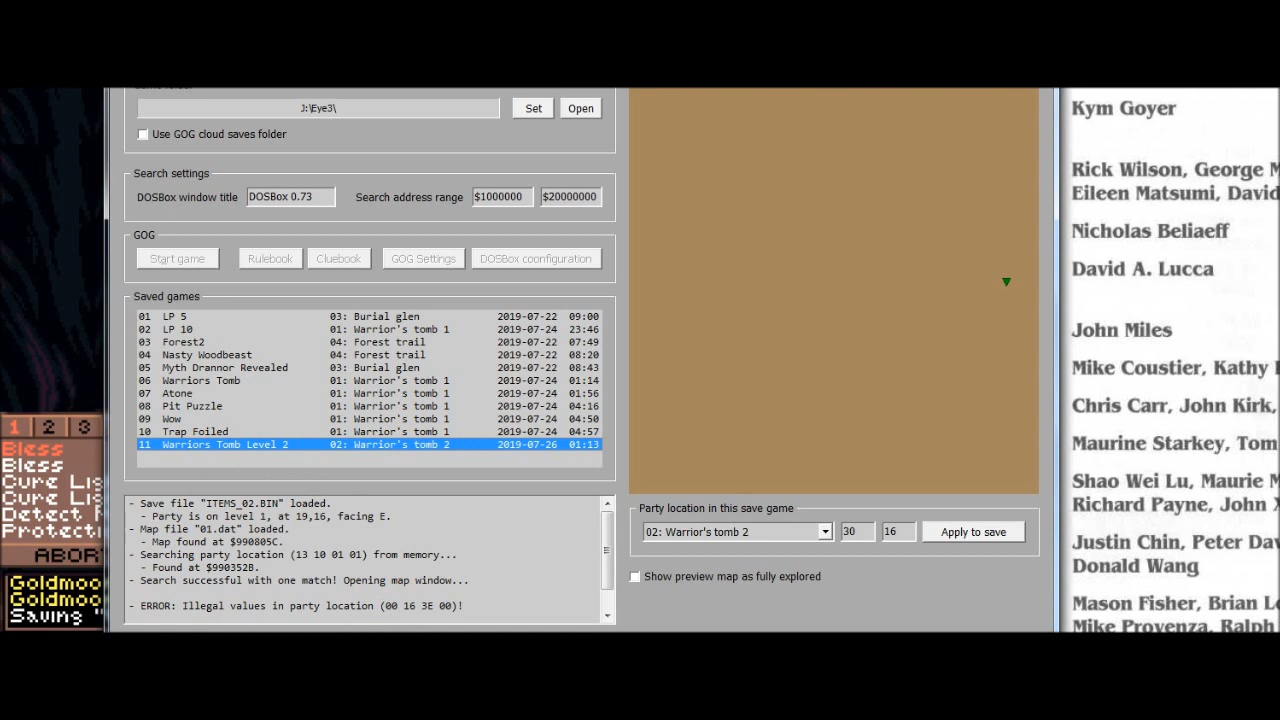 J:\Eye3\
Set
Open
Use GOG cloud saves folder
Search settings
DOSBox window title
DOSBox 0.73
Search address range
$1000000
$20000000
GOG
Start game
Rulebook
Cluebook
GOG Settings
DOSBox coonfiguration
Saved games
01 LP 5 03: Burial glen 2019-07-22 09:00
02 LP 10 01: Warrior's tomb 1 2019-07-24 23:46
03 Forest2 04: Forest trail 2019-07-22 07:49
04 Nasty Woodbeast 04: Forest trail 2019-07-22 08:20
05 Myth Drannor Revealed 03: Burial glen 2019-07-22 08:43
06 Warriors Tomb 01: Warrior's tomb 1 2019-07-24 01:14
07 Atone 01: Warrior's tomb 1 2019-07-24 01:56
08 Pit Puzzle 01: Warrior's tomb 1 2019-07-24 04:16
09 Wow 01: Warrior's tomb 1 2019-07-24 04:50
10 Trap Foiled 01: Warrior's tomb 1 2019-07-24 04:57
11 Warriors Tomb Level 2 02: Warrior's tomb 2 2019-07-26 01:13
- Save file "ITEMS_02.BIN" loaded.
- Party is on level 1, at 19,16, facing E.
- Map file "01.dat" loaded.
- Map found at $990805C.
- Searching party location (13 10 01 01) from memory...
- Found at $990352B.
- Search successful with one match! Opening map window...
- ERROR: Illegal values in party location (00 16 3E 00)!
Party location in this save game
02: Warrior's tomb 2
30
16
Apply to save
Show preview map as fully explored
1 2 3
Bless
Bless
Cure Lig
Cure Lig
Detect
Protecti
ABOR
Goldmoo
Goldmoo
Saving "
Kym Goyer
Rick Wilson, George M
Eileen Matsumi, David
Nicholas Beliaeff
David A. Lucca
John Miles
Mike Coustier, Kathy
Chris Carr, John Kirk,
Maurine Starkey, Tom
Shao Wei Lu, Maurie M
Richard Payne, John X
Justin Chin, Peter Dav
Donald Wang
Mason Fisher, Brian Lo
Mike Provenza, Ralph